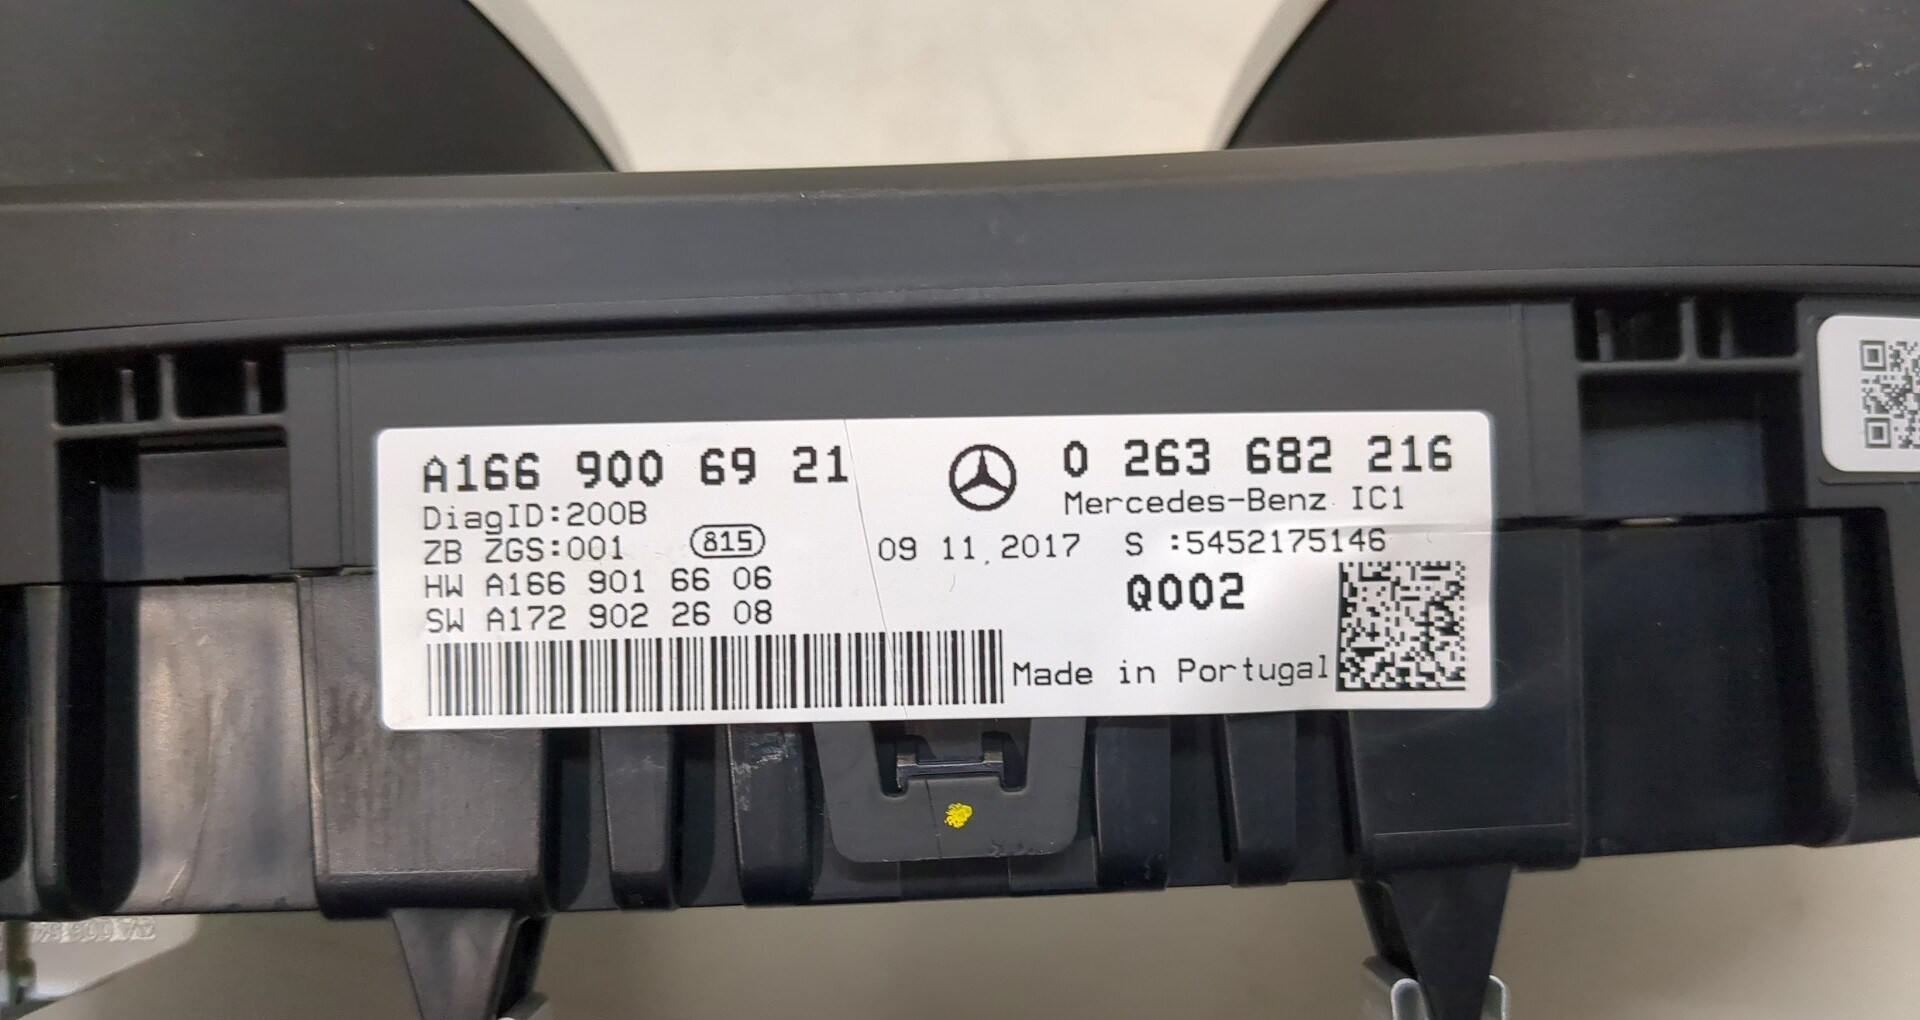 A166 900 69 21
0 263 682 216
DiagID:200B
Mercedes-Benz IC1
ZB ZGS:001
815
09 11.2017
S :5452175146
HW A166 901 66 06
Q002
SW A172 902 26 08
Made in Portugal